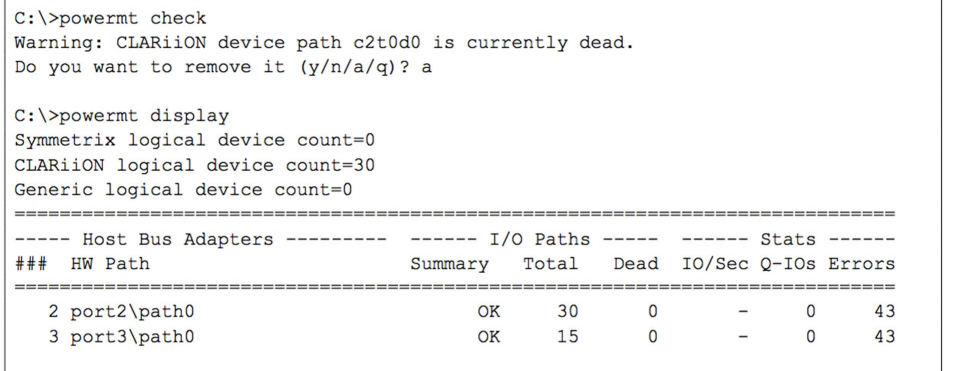 C:\>powermt check
Warning: CLARiiON device path c2t0d0 is currently dead.
Do you want to remove it (y/n/a/q)? a
C:\>powermt display
Symmetrix logical device count=0
CLARiiON logical device count=30
Generic logical device count=0
==============================================================================
----- Host Bus Adapters --------- ------ I/O Paths ----- ------ Stats ------
### HW Path Summary Total Dead IO/Sec Q-IOs Errors
==============================================================================
2 port2\path0 OK 30 0 - 0 43
3 port3\path0 OK 15 0 - 0 43